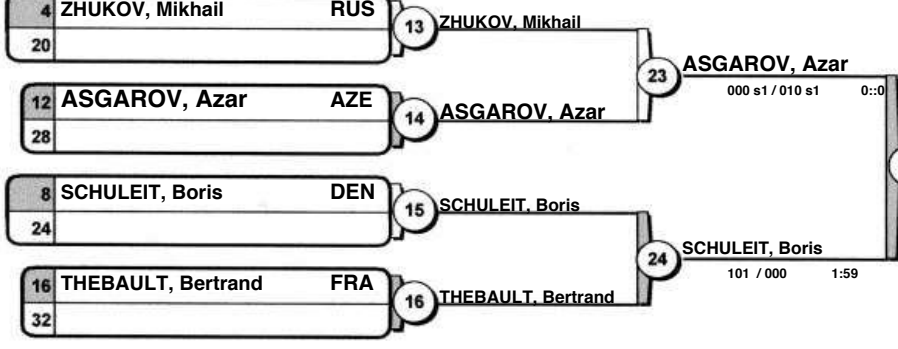 4 ZHUKOV, Mikhail RUS
20
13
ZHUKOV, Mikhail
12 ASGAROV, Azar AZE
28
14
ASGAROV, Azar
23
ASGAROV, Azar
000 s1 / 010 s1 0::0
8 SCHULEIT, Boris DEN
24
15
SCHULEIT, Boris
16 THEBAULT, Bertrand FRA
32
16
THEBAULT, Bertrand
24
SCHULEIT, Boris
101 / 000 1:59